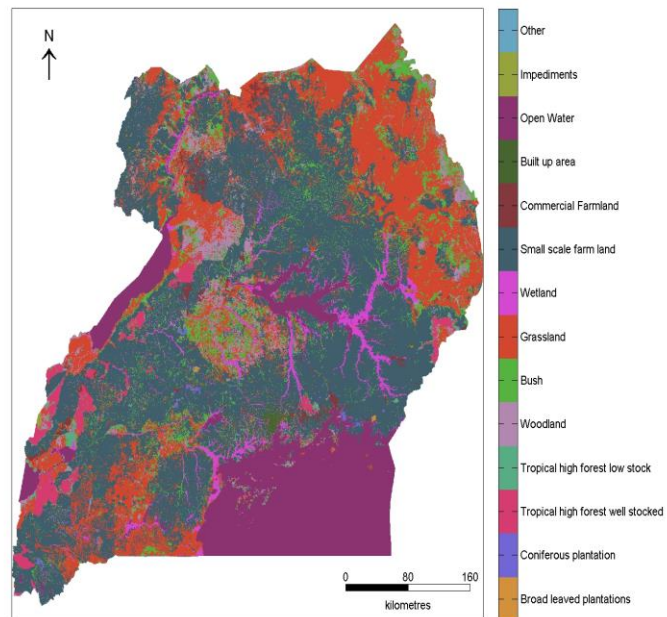 N
0 80 160
kilometres
Other
Impediments
Open Water
Built up area
Commercial Farmland
Small scale farm land
Wetland
Grassland
Bush
Woodland
Tropical high forest low stock
Tropical high forest well stocked
Coniferous plantation
Broad leaved plantations